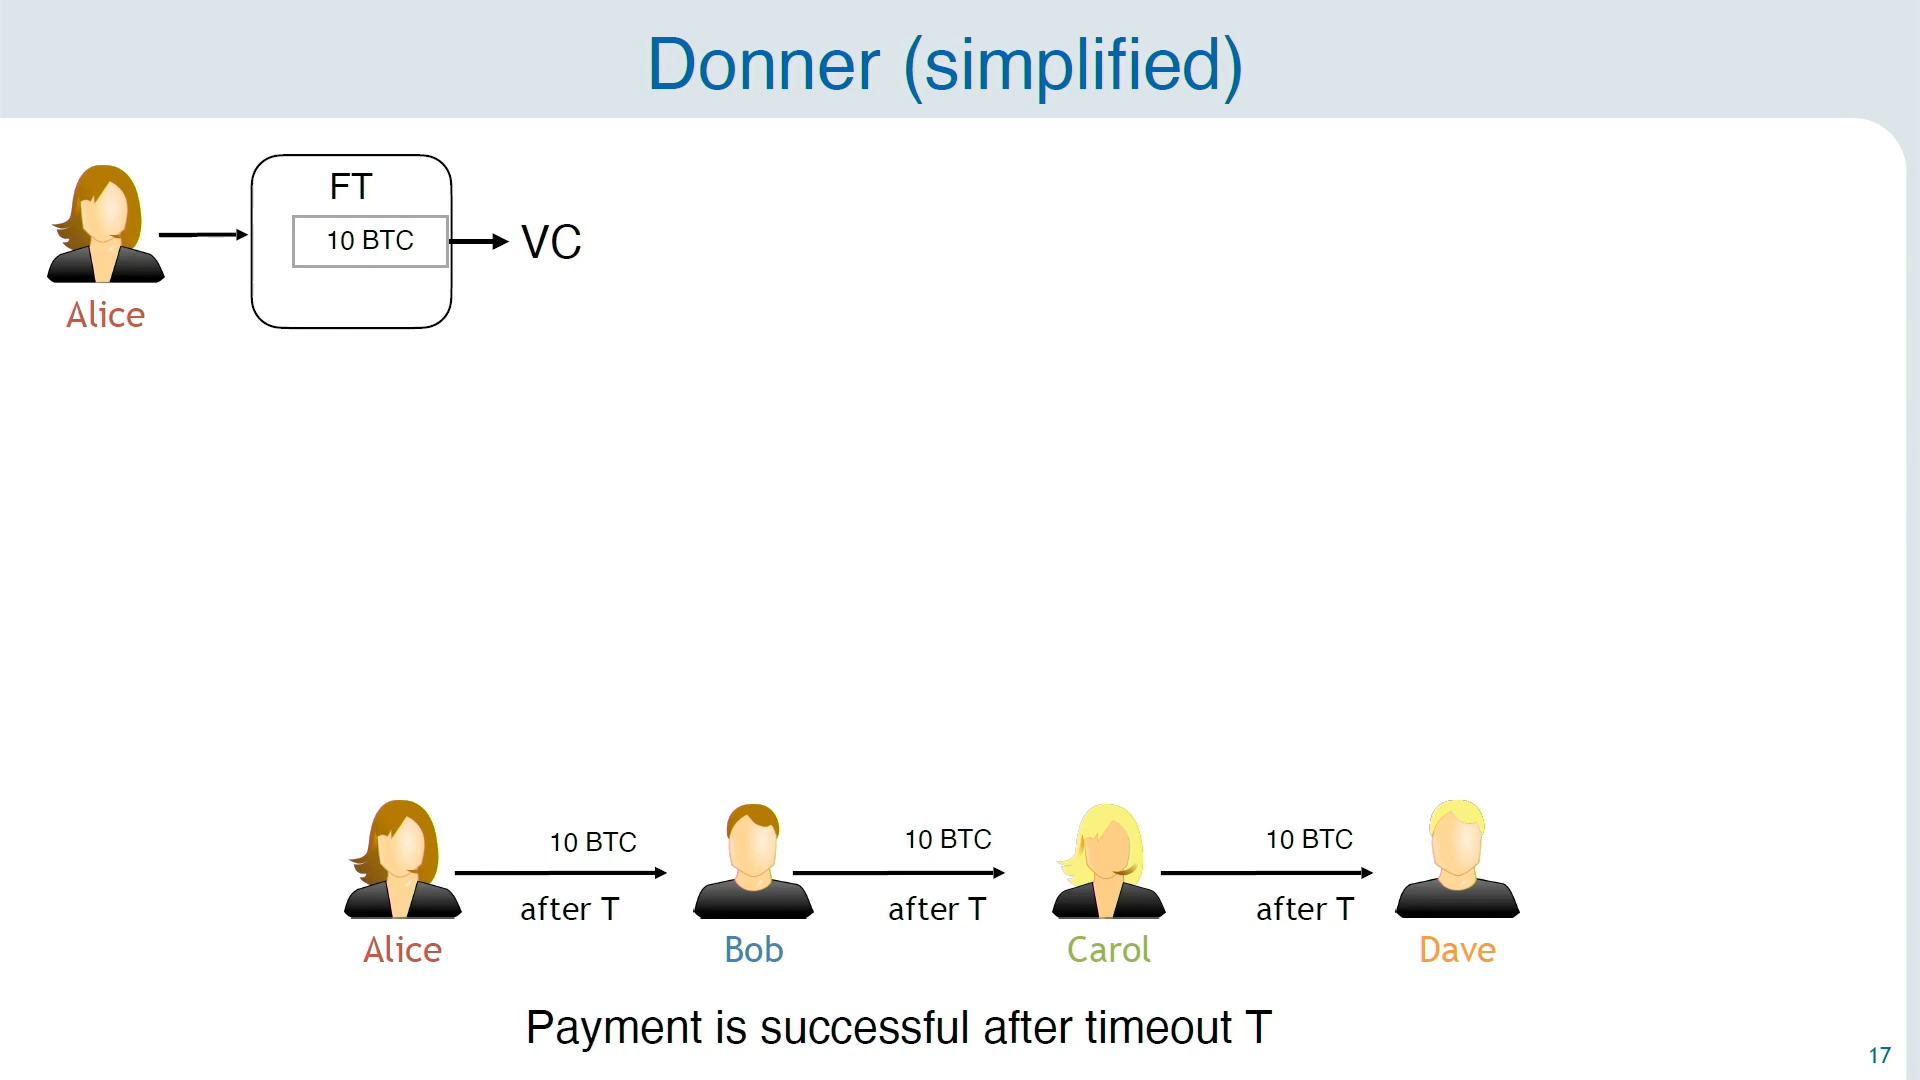 Donner (simplified)
FT
10 BTC
VC
Alice
10 BTC
10 BTC
10 BTC
after T
after T
after T
Alice
Bob
Carol
Dave
Payment is successful after timeout T
17